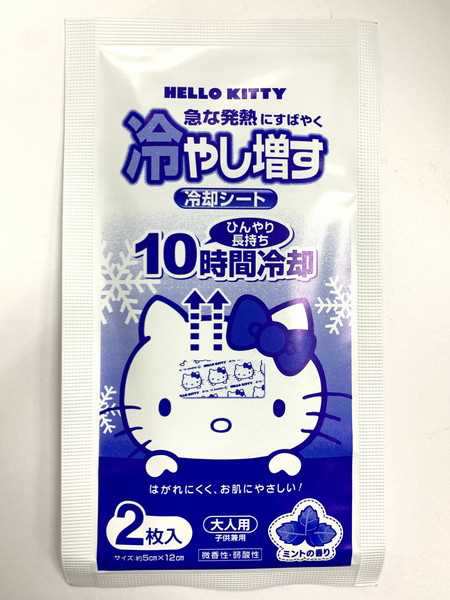 HELLO KITTY
急な発熱にすばやく
冷やし増す
冷却シート
ひんやり
長持ち
10時間冷却
HELLO KITTY
はがれにくく、お肌にやさしい!
2枚入
サイズ:約5cm×12cm
大人用
子供兼用
微香性・弱酸性
ミントの香り